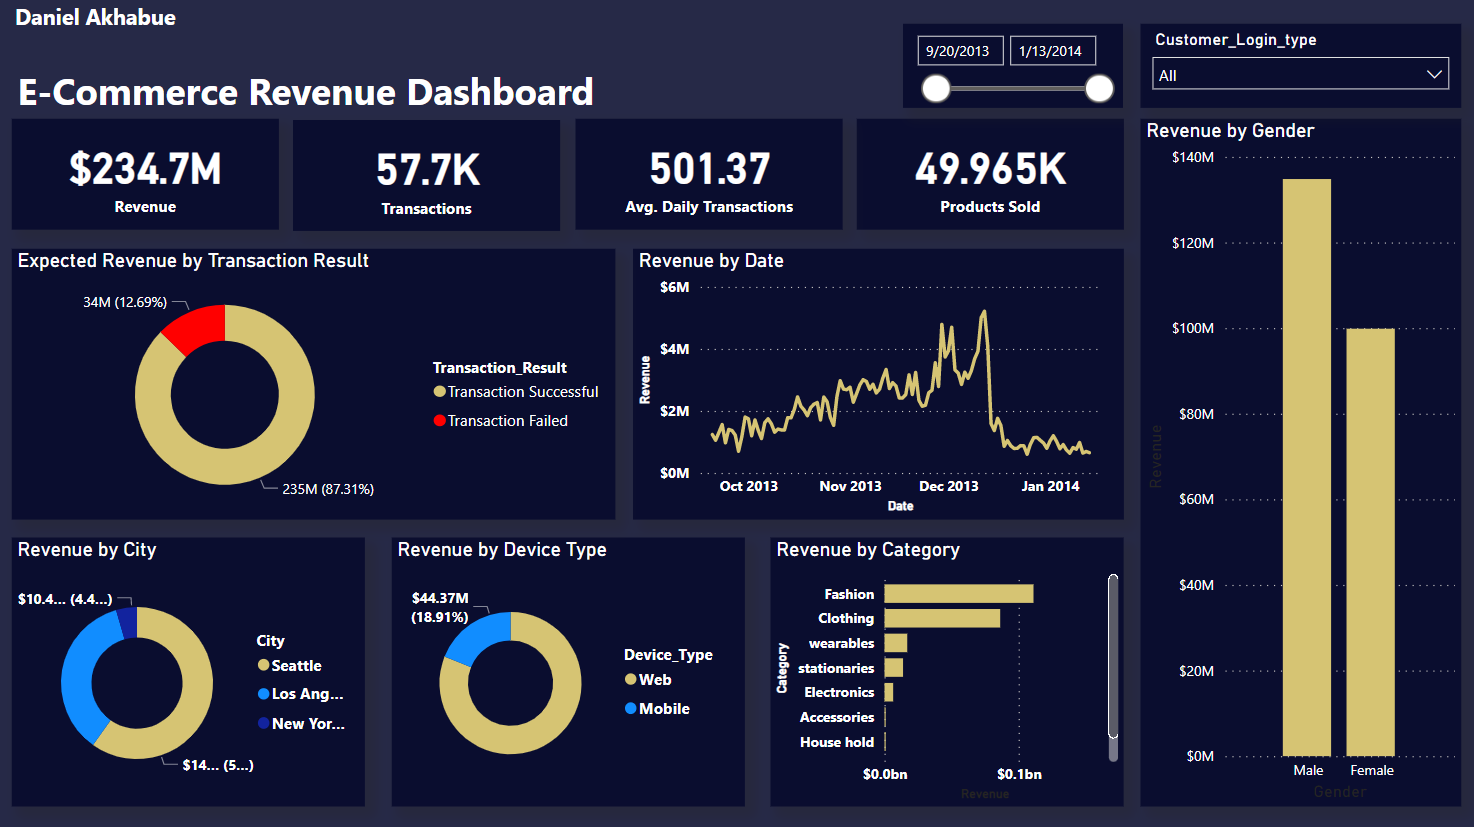 Daniel Akhabue
E-Commerce Revenue Dashboard
9/20/2013
1/13/2014
Customer_Login_type
All
$234.7M
Revenue
57.7K
Transactions
501.37
Avg. Daily Transactions
49.965K
Products Sold
Expected Revenue by Transaction Result
34M (12.69%)
235M (87.31%)
Transaction_Result
Transaction Successful
Transaction Failed
Revenue by Date
Revenue
$6M
$4M
$2M
$0M
Oct 2013
Nov 2013
Dec 2013
Jan 2014
Date
Revenue by Gender
Revenue
$140M
$120M
$100M
$80M
$60M
$40M
$20M
$0M
Male
Female
Gender
Revenue by City
$10.4... (4.4...)
$14... (5...)
City
Seattle
Los Ang...
New Yor...
Revenue by Device Type
$44.37M
(18.91%)
Device_Type
Web
Mobile
Revenue by Category
Category
Fashion
Clothing
wearables
stationaries
Electronics
Accessories
House hold
$0.0bn
$0.1bn
Revenue